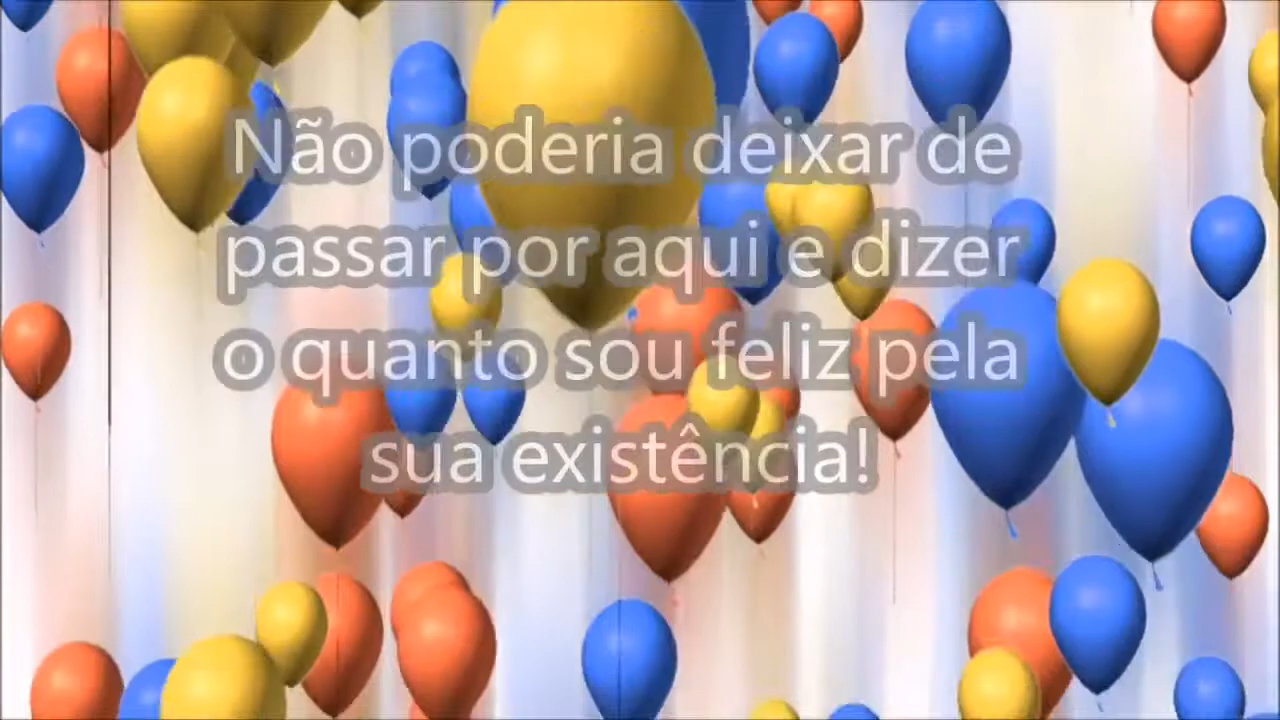 Não poderia deixar de
passar por aqui e dizer
o quanto sou feliz pela
sua existência!